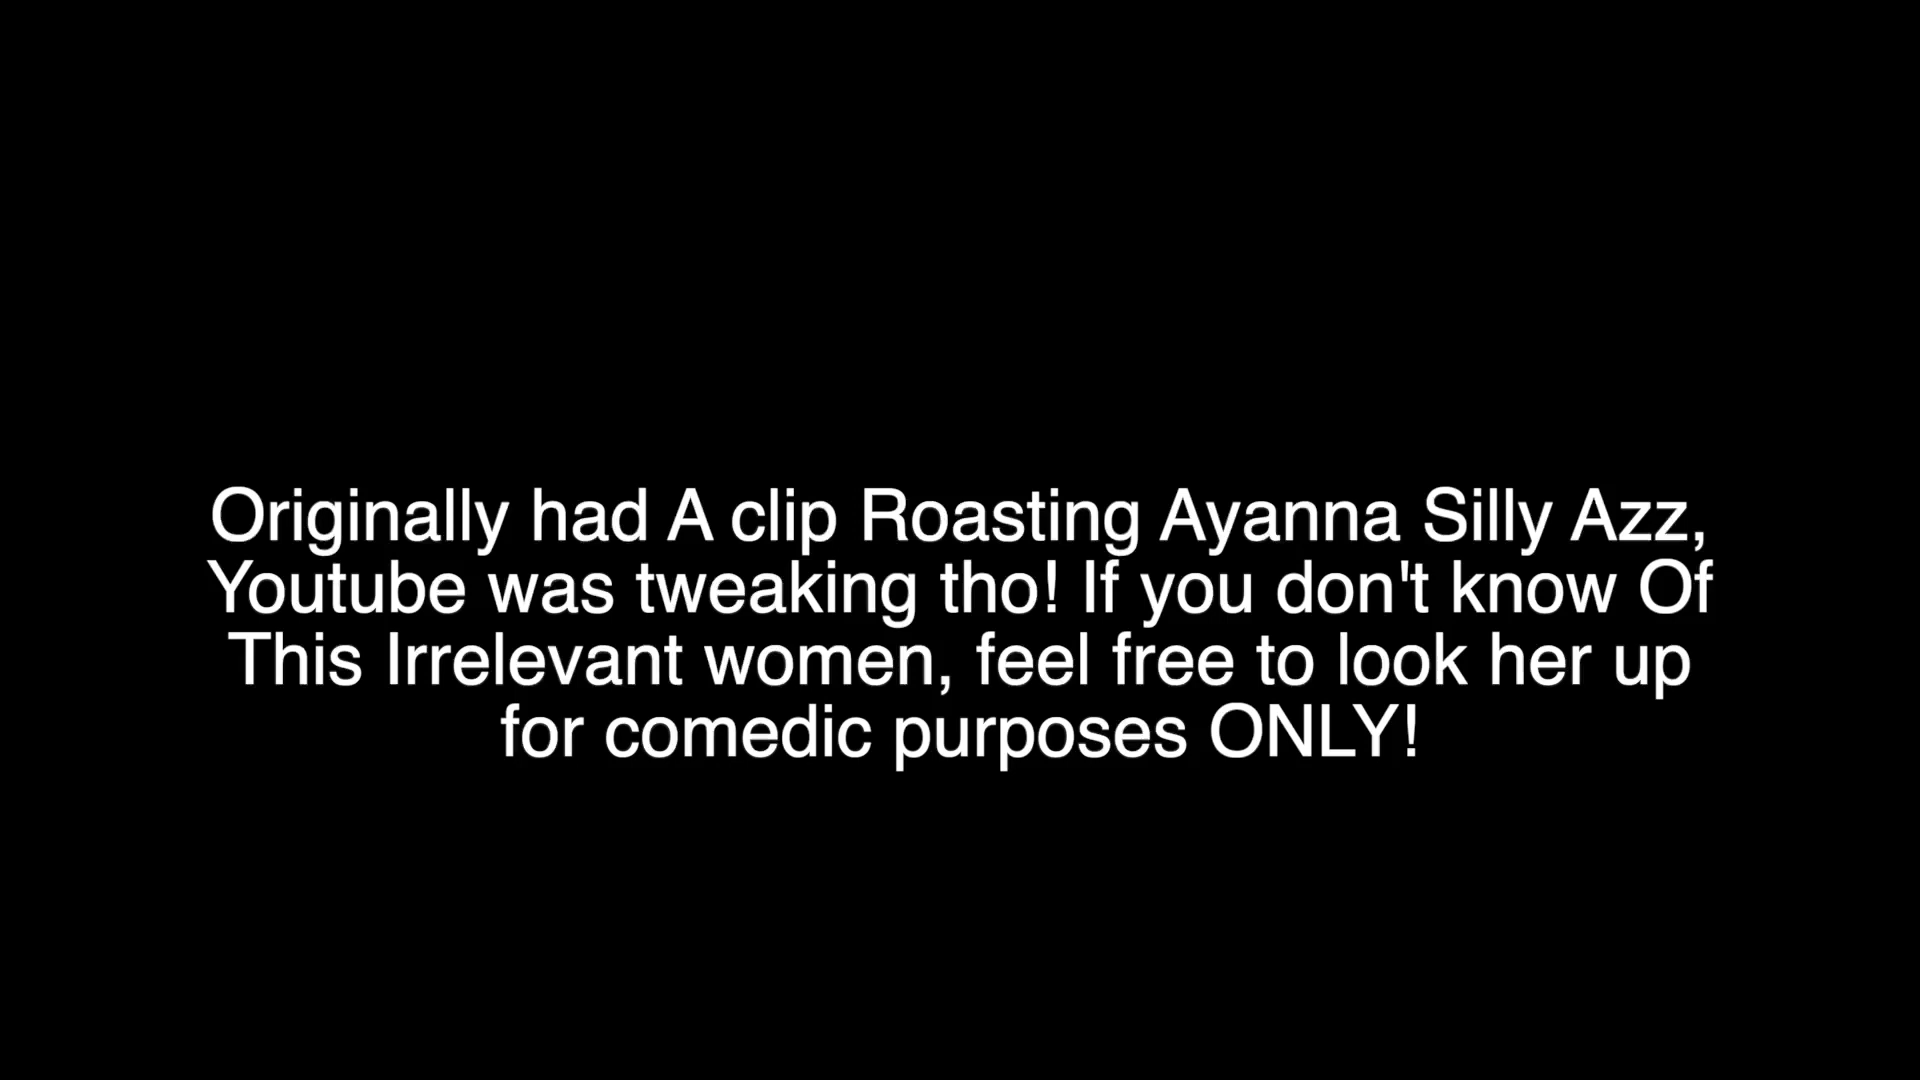 Originally had A clip Roasting Ayanna Silly Azz,
Youtube was tweaking tho! If you don't know Of
This Irrelevant women, feel free to look her up
for comedic purposes ONLY!